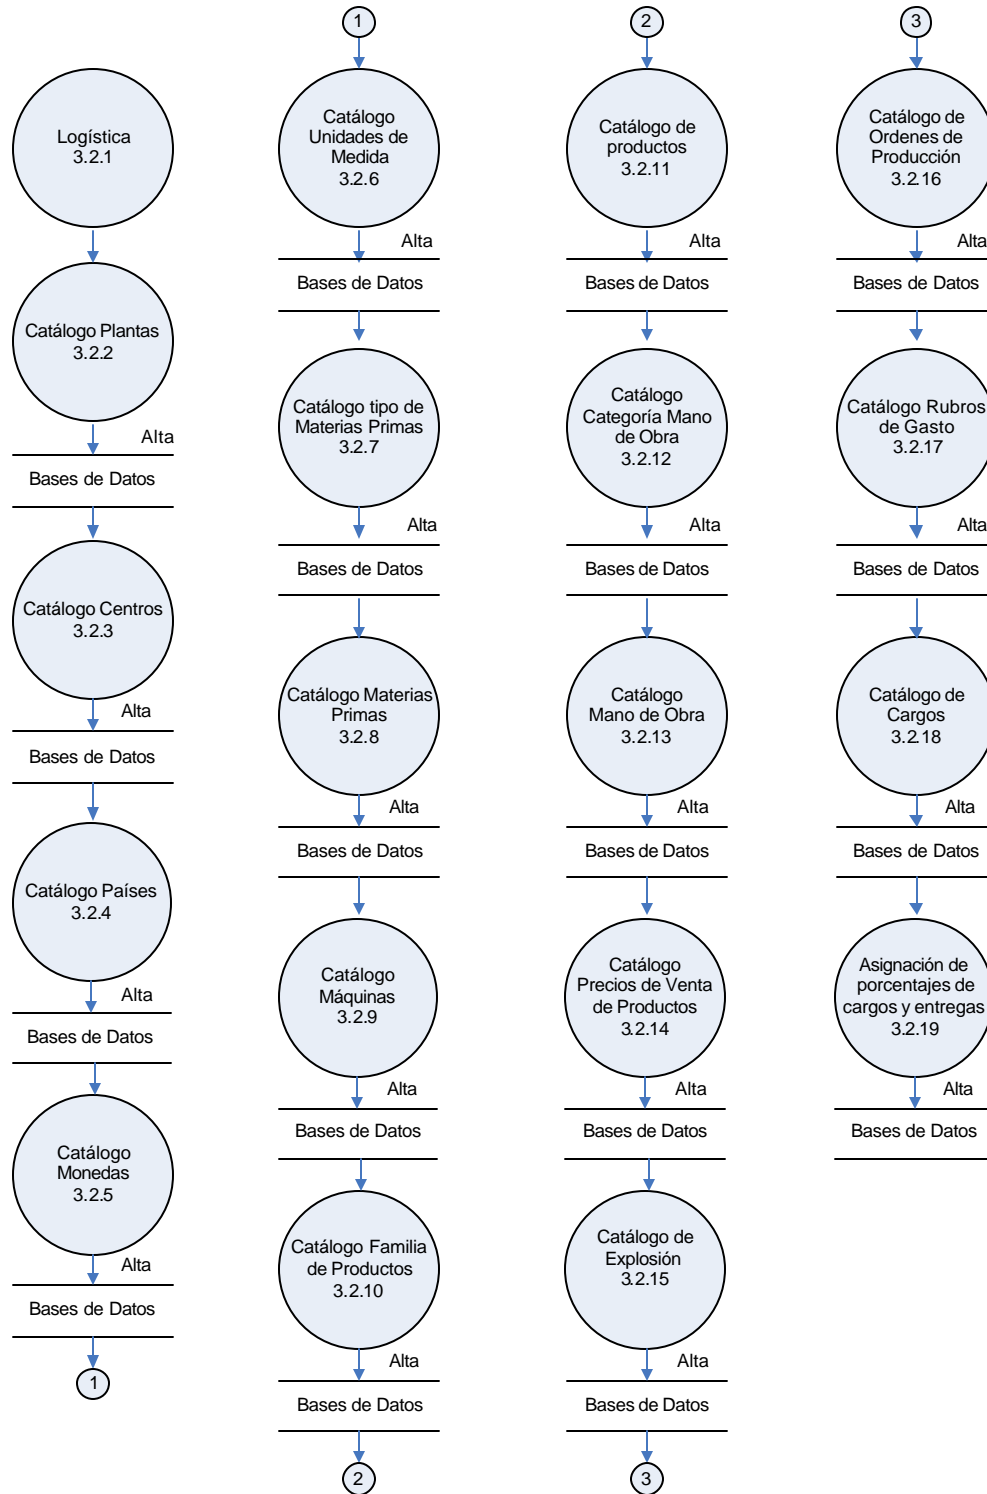 Logística
3.2.1
Catálogo Plantas
3.2.2
Alta
Bases de Datos
Catálogo Centros
3.2.3
Alta
Bases de Datos
Catálogo Países
3.2.4
Alta
Bases de Datos
Catálogo
Monedas
3.2.5
Alta
Bases de Datos
1
1
Catálogo
Unidades de
Medida
3.2.6
Alta
Bases de Datos
Catálogo tipo de
Materias Primas
3.2.7
Alta
Bases de Datos
Catálogo Materias
Primas
3.2.8
Alta
Bases de Datos
Catálogo
Máquinas
3.2.9
Alta
Bases de Datos
Catálogo Familia
de Productos
3.2.10
Alta
Bases de Datos
2
2
Catálogo de
productos
3.2.11
Alta
Bases de Datos
Catálogo
Categoría Mano
de Obra
3.2.12
Alta
Bases de Datos
Catálogo
Mano de Obra
3.2.13
Alta
Bases de Datos
Catálogo
Precios de Venta
de Productos
3.2.14
Alta
Bases de Datos
Catálogo de
Explosión
3.2.15
Alta
Bases de Datos
3
3
Catálogo de
Ordenes de
Producción
3.2.16
Alta
Bases de Datos
Catálogo Rubros
de Gasto
3.2.17
Alta
Bases de Datos
Catálogo de
Cargos
3.2.18
Alta
Bases de Datos
Asignación de
porcentajes de
cargos y entregas
3.2.19
Alta
Bases de Datos